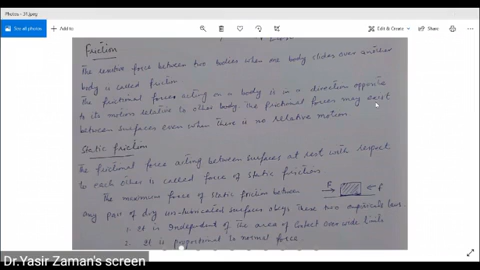 Photos - 31.jpeg
See all photos
+ Add to
Edit & Create
Share
Friction
The reactive force between two bodies when one body slides over another
body is called friction
The frictional forces acting on a body is in a direction opposite
to its motion relative to other body. The frictional forces may exist
between surfaces even when there is no relative motion
Static friction
The frictional force acting between surfaces at rest with respect
to each other is called force of static friction
The maximum force of static friction between
any pair of dry un-lubricated surfaces obeys these two empirical laws.
1. It is Independent of the area of contact over wide limits
2. It is proportional to normal force
Dr.Yasir Zaman's screen